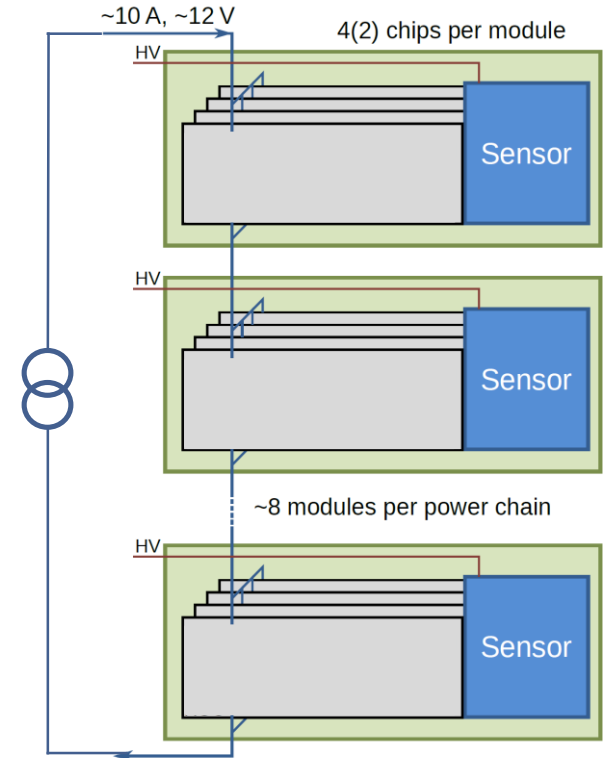 ~10 A, ~12 V
4(2) chips per module
HV
Sensor
HV
Sensor
~8 modules per power chain
HV
Sensor